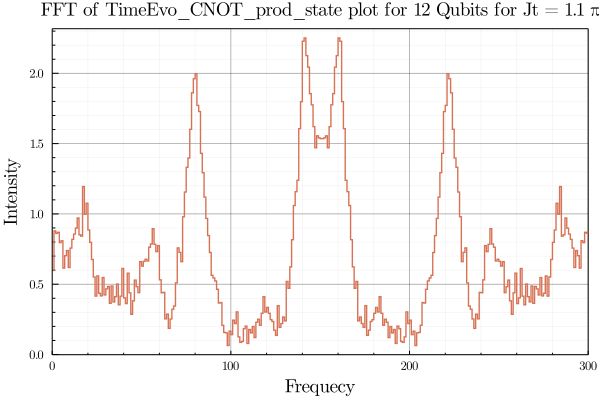 FFT of TimeEvo_CNOT_prod_state plot for 12 Qubits for Jt = 1.1 π
2.0
1.5
1.0
0.5
0.0
Intensity
0 100 200 300
Frequecy